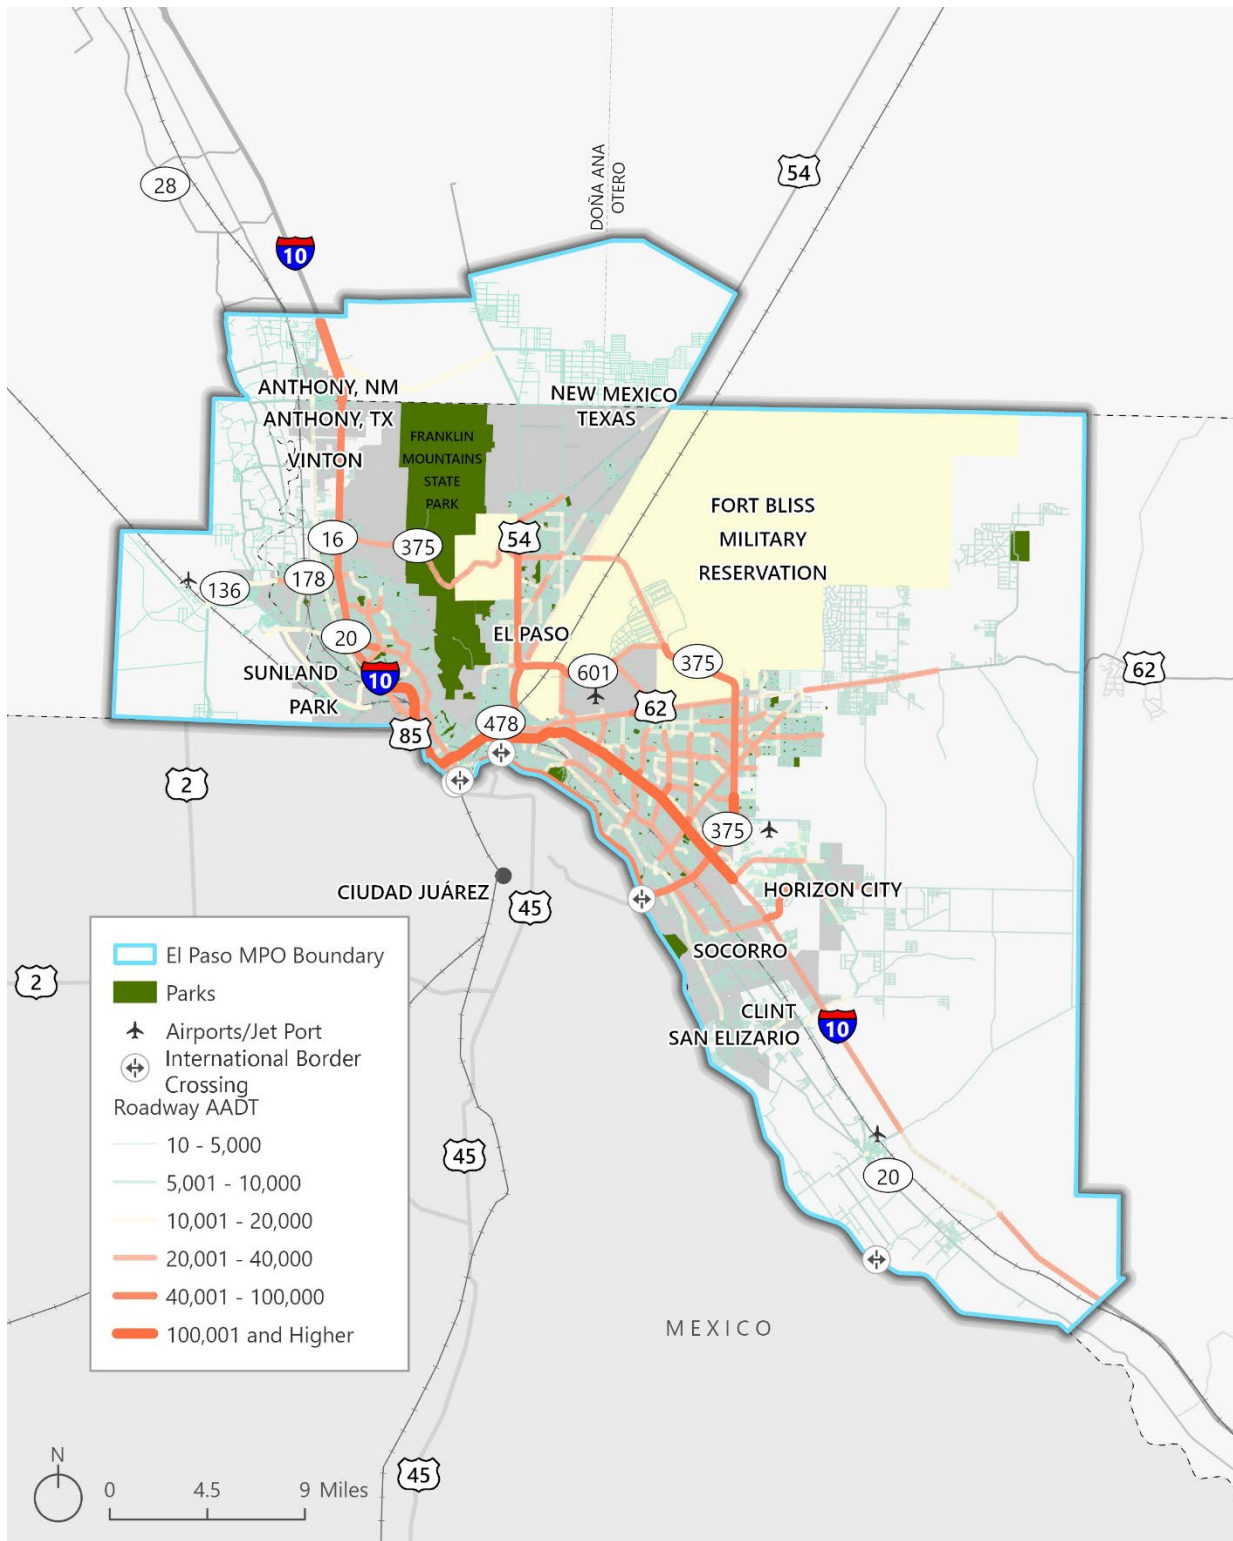 DOÑA ANA
OTERO
54
28
10
ANTHONY, NM
NEW MEXICO
ANTHONY, TX
TEXAS
FRANKLIN
MOUNTAINS
STATE
PARK
VINTON
FORT BLISS
MILITARY
RESERVATION
16
375
54
178
136
20
EL PASO
SUNLAND
PARK
10
601
375
62
62
85
478
2
375
CIUDAD JUÁREZ
45
HORIZON CITY
SOCORRO
2
CLINT
SAN ELIZARIO
10
El Paso MPO Boundary
Parks
Airports/Jet Port
International Border
Crossing
Roadway AADT
10 - 5,000
5,001 - 10,000
10,001 - 20,000
20,001 - 40,000
40,001 - 100,000
100,001 and Higher
45
20
MEXICO
45
N
0 4.5 9 Miles